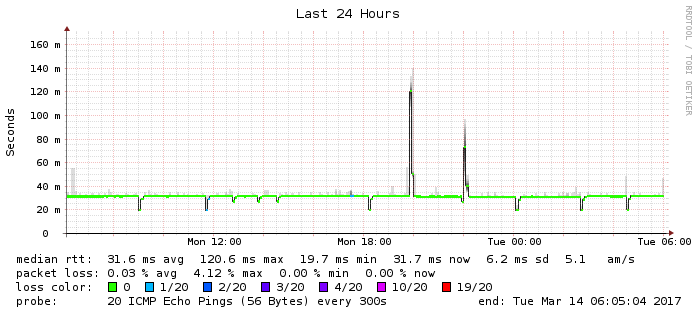 Last 24 Hours
RRDTOOL / TOBI OETIKER
Seconds
160 m
140 m
120 m
100 m
80 m
60 m
40 m
20 m
0
Mon 12:00 Mon 18:00 Tue 00:00 Tue 06:00
median rtt: 31.6 ms avg 120.6 ms max 19.7 ms min 31.7 ms now 6.2 ms sd 5.1 am/s
packet loss: 0.03 % avg 4.12 % max 0.00 % min 0.00 % now
loss color: 0 1/20 2/20 3/20 4/20 10/20 19/20
probe: 20 ICMP Echo Pings (56 Bytes) every 300s end: Tue Mar 14 06:05:04 2017